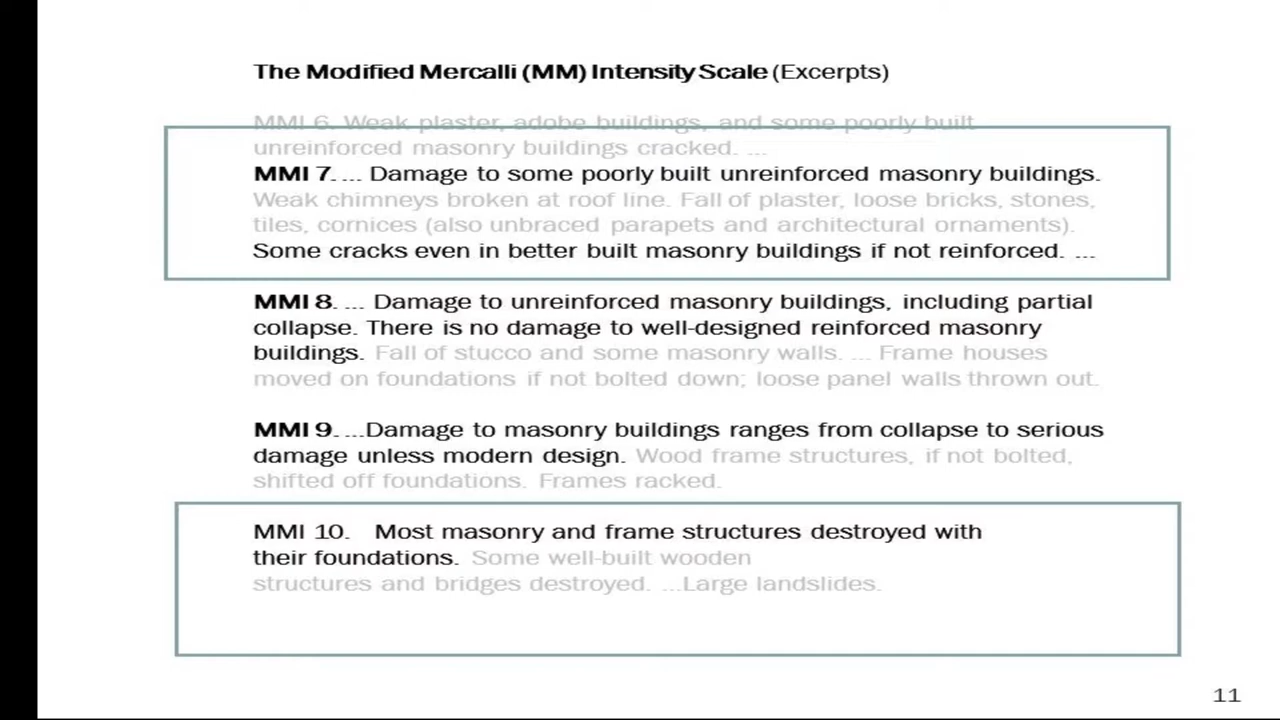 The Modified Mercalli (MM) Intensity Scale (Excerpts)
MMI 6. Weak plaster, adobe buildings, and some poorly built
unreinforced masonry buildings cracked. ...
MMI 7. ... Damage to some poorly built unreinforced masonry buildings.
Weak chimneys broken at roof line. Fall of plaster, loose bricks, stones,
tiles, cornices (also unbraced parapets and architectural ornaments).
Some cracks even in better built masonry buildings if not reinforced. ...
MMI 8. ... Damage to unreinforced masonry buildings, including partial
collapse. There is no damage to well-designed reinforced masonry
buildings. Fall of stucco and some masonry walls. ... Frame houses
moved on foundations if not bolted down; loose panel walls thrown out.
MMI 9. ...Damage to masonry buildings ranges from collapse to serious
damage unless modern design. Wood frame structures, if not bolted,
shifted off foundations. Frames racked.
MMI 10. Most masonry and frame structures destroyed with
their foundations. Some well-built wooden
structures and bridges destroyed. ...Large landslides.
11